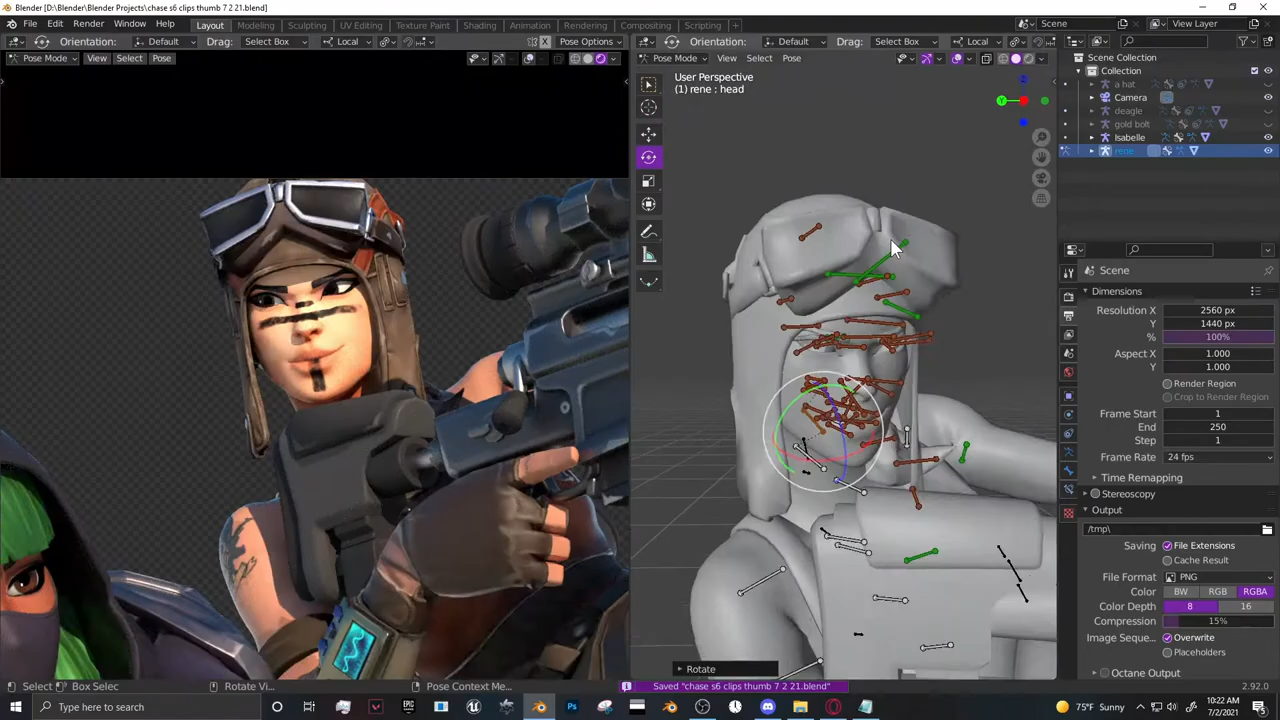 Blender [D:\Blender\Blender Projects\chase s6 clips thumb 7 2 21.blend]
File Edit Render Window Help Layout Modeling Sculpting UV Editing Texture Paint Shading Animation Rendering Compositing Scripting + Scene View Layer
Orientation: Default Drag: Select Box Local X Pose Options Orientation: Default Drag: Select Box Local
Pose Mode View Select Pose Pose Mode View Select Pose
User Perspective
(1) rene : head
Y
Scene Collection
Collection
a hat
Camera
deagle
gold bolt
Isabelle
rene
Scene
Dimensions
Resolution X 2560 px
Y 1440 px
% 100%
Aspect X 1.000
Y 1.000
Render Region
Crop to Render Region
Frame Start 1
End 250
Step 1
Frame Rate 24 fps
Time Remapping
Stereoscopy
Output
/tmp\
Saving File Extensions
Cache Result
File Format PNG
Color BW RGB RGBA
Color Depth 8 16
Compression 15%
Image Seque... Overwrite
Placeholders
Octane Output
Rotate
Select Box Select Rotate Vi... Pose Context Me... Saved "chase s6 clips thumb 7 2 21.blend" 2.92
Type here to search
75°F Sunny
10:22 AM
7/2/2021